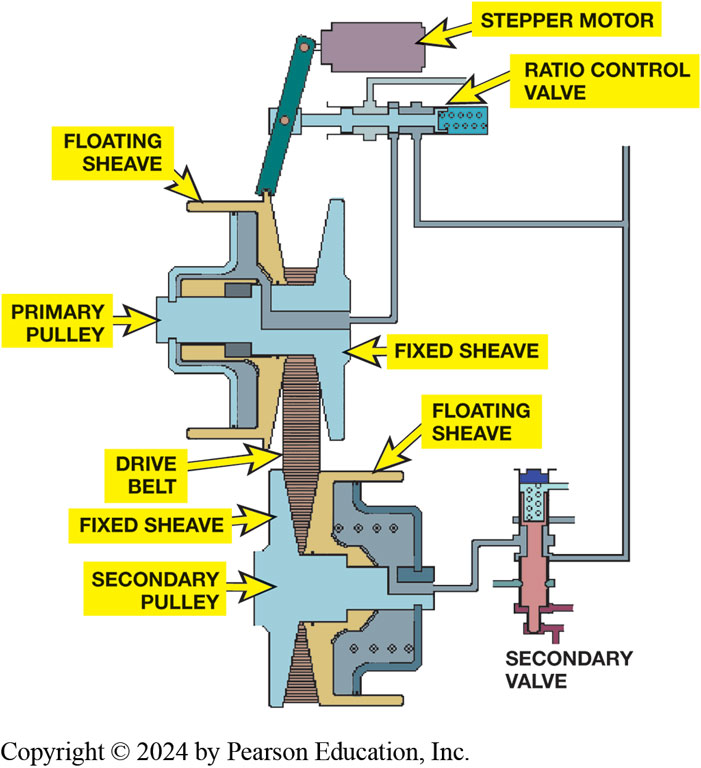 STEPPER MOTOR
RATIO CONTROL
VALVE
FLOATING
SHEAVE
PRIMARY
PULLEY
FIXED SHEAVE
FLOATING
SHEAVE
DRIVE
BELT
FIXED SHEAVE
SECONDARY
PULLEY
SECONDARY
VALVE
Copyright © 2024 by Pearson Education, Inc.